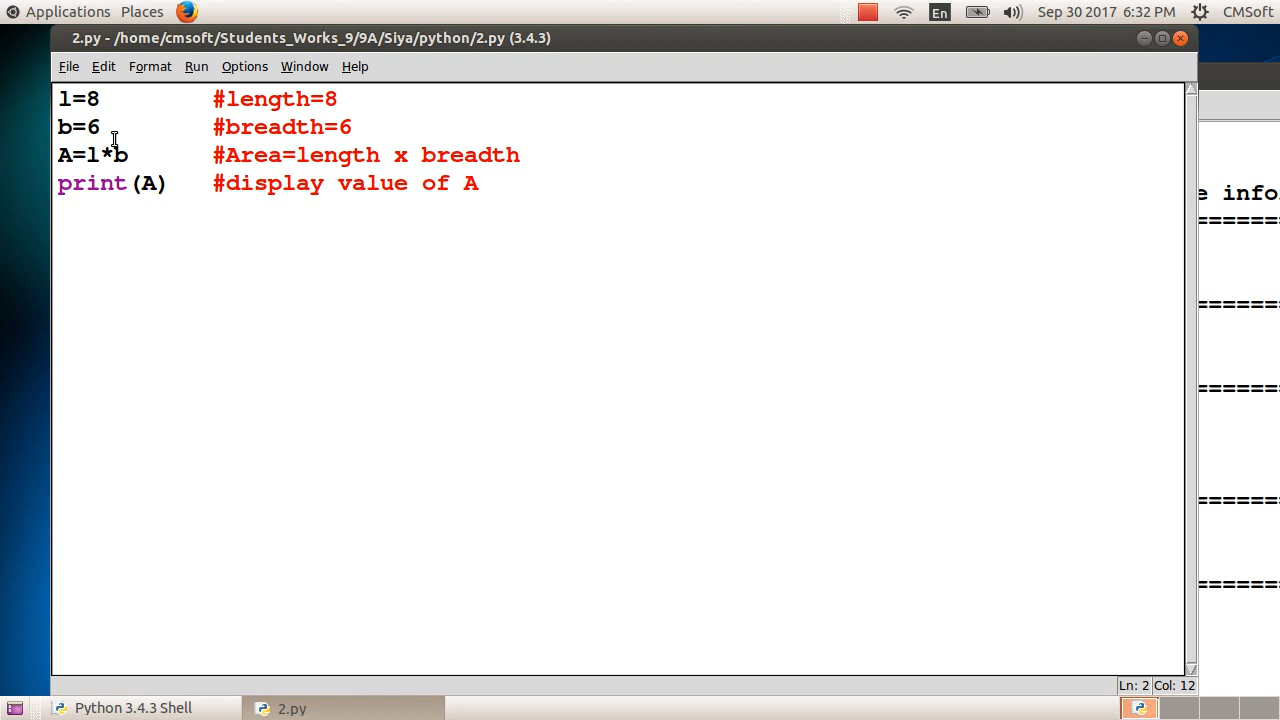 Applications Places En Sep 30 2017 6:32 PM CMSoft
2.py - /home/cmsoft/Students_Works_9/9A/Siya/python/2.py (3.4.3)
File Edit Format Run Options Window Help
l=8 #length=8
b=6 #breadth=6
A=l*b #Area=length x breadth
print(A) #display value of A
e info
=======
=======
=======
=======
=======
Ln: 2 Col: 12
Python 3.4.3 Shell 2.py